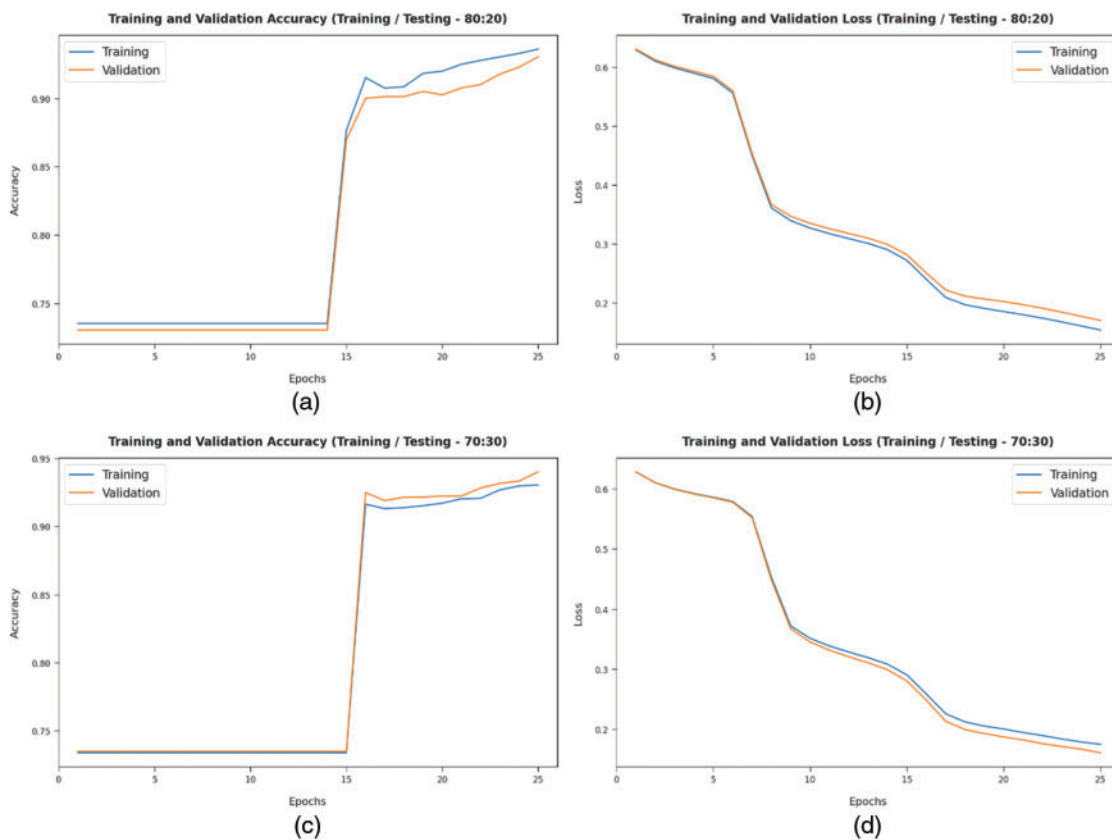 Training and Validation Accuracy (Training / Testing - 80:20)
Training
Validation
0.90
0.85
0.80
0.75
Accuracy
0 5 10 15 20 25
Epochs
(a)
Training and Validation Loss (Training / Testing - 80:20)
Training
Validation
0.6
0.5
0.4
0.3
0.2
Loss
0 5 10 15 20 25
Epochs
(b)
Training and Validation Accuracy (Training / Testing - 70:30)
Training
Validation
0.95
0.90
0.85
0.80
0.75
Accuracy
0 5 10 15 20 25
Epochs
(c)
Training and Validation Loss (Training / Testing - 70:30)
Training
Validation
0.6
0.5
0.4
0.3
0.2
Loss
0 5 10 15 20 25
Epochs
(d)